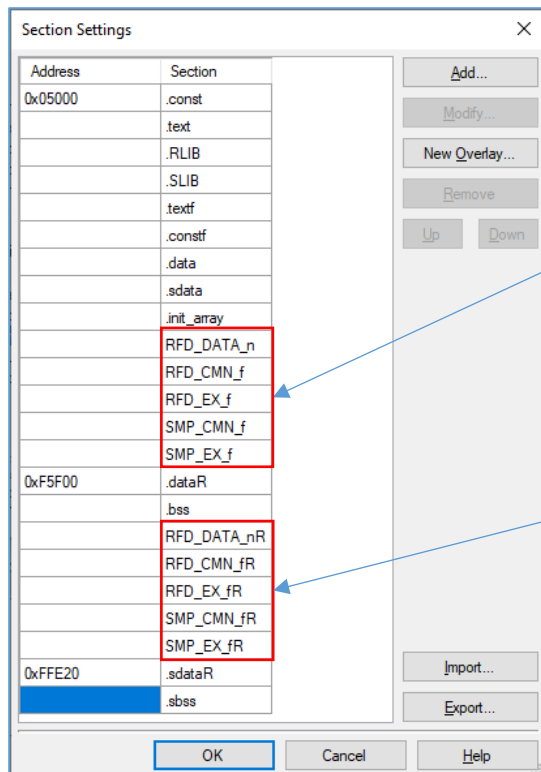 Section Settings
Address Section
0x05000 .const
.text
.RLIB
.SLIB
.textf
.constf
.data
.sdata
.init_array
RFD_DATA_n
RFD_CMN_f
RFD_EX_f
SMP_CMN_f
SMP_EX_f
0xF5F00 .dataR
.bss
RFD_DATA_nR
RFD_CMN_fR
RFD_EX_fR
SMP_CMN_fR
SMP_EX_fR
0xFFE20 .sdataR
.sbss
Add...
Modify...
New Overlay...
Remove
Up Down
Import...
Export...
OK Cancel Help